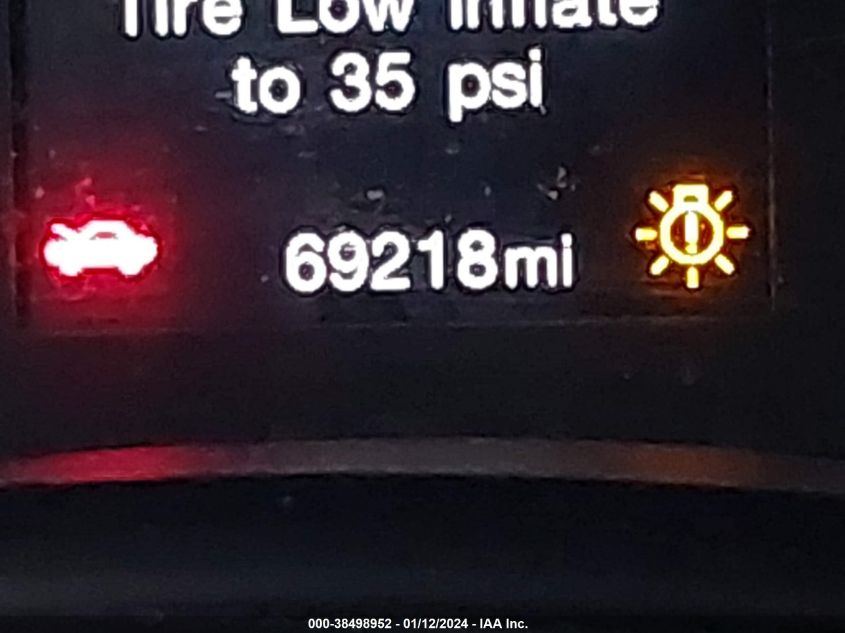 Tire Low Inflate
to 35 psi
69218mi
000-38498952 - 01/12/2024 - IAA Inc.